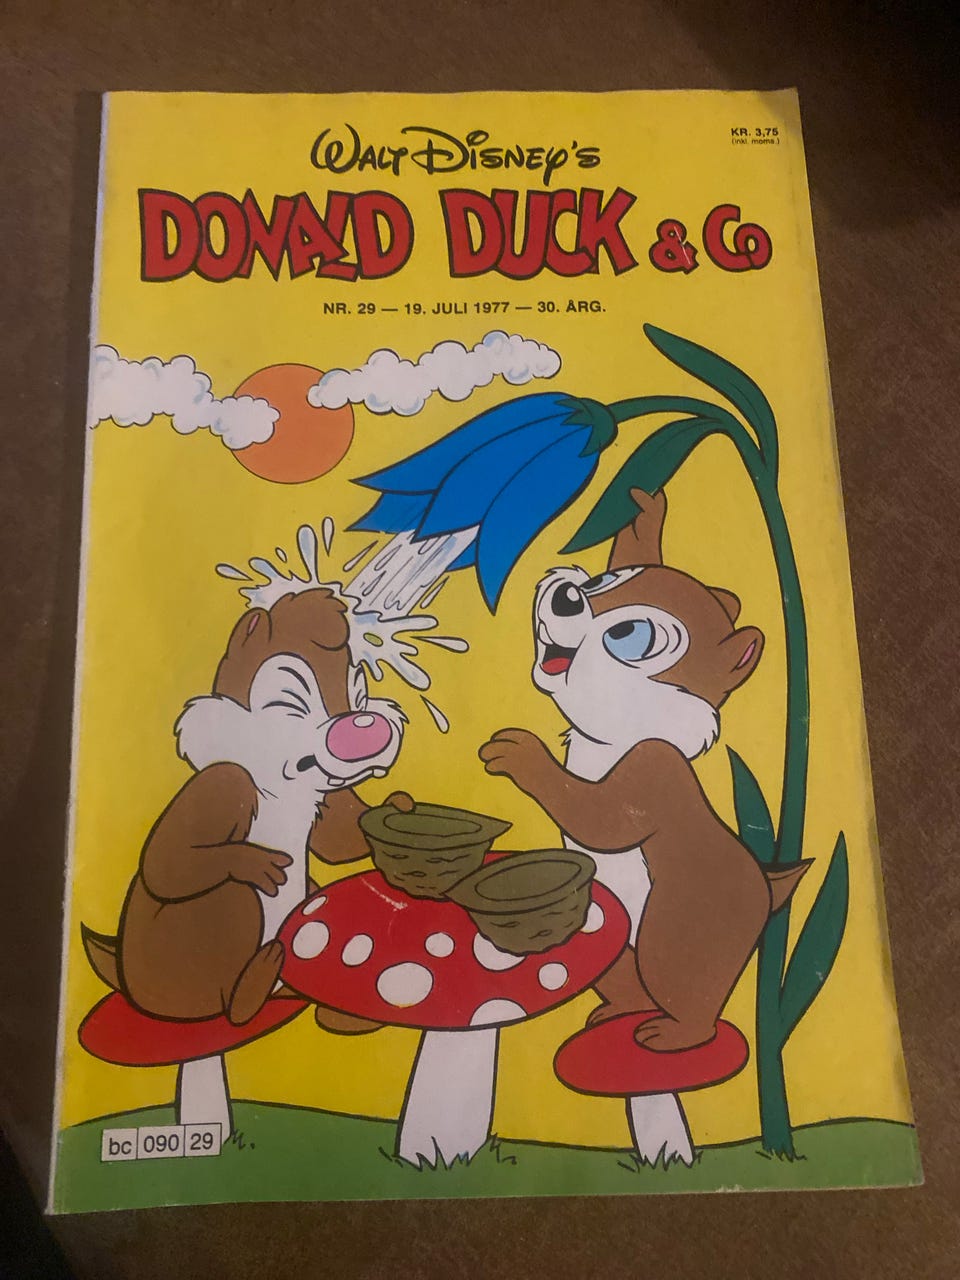 Walt Disney's
KR. 3,75
(inkl. moms.)
DONALD DUCK & Co
NR. 29 — 19. JULI 1977 — 30. ÅRG.
bc 090 29